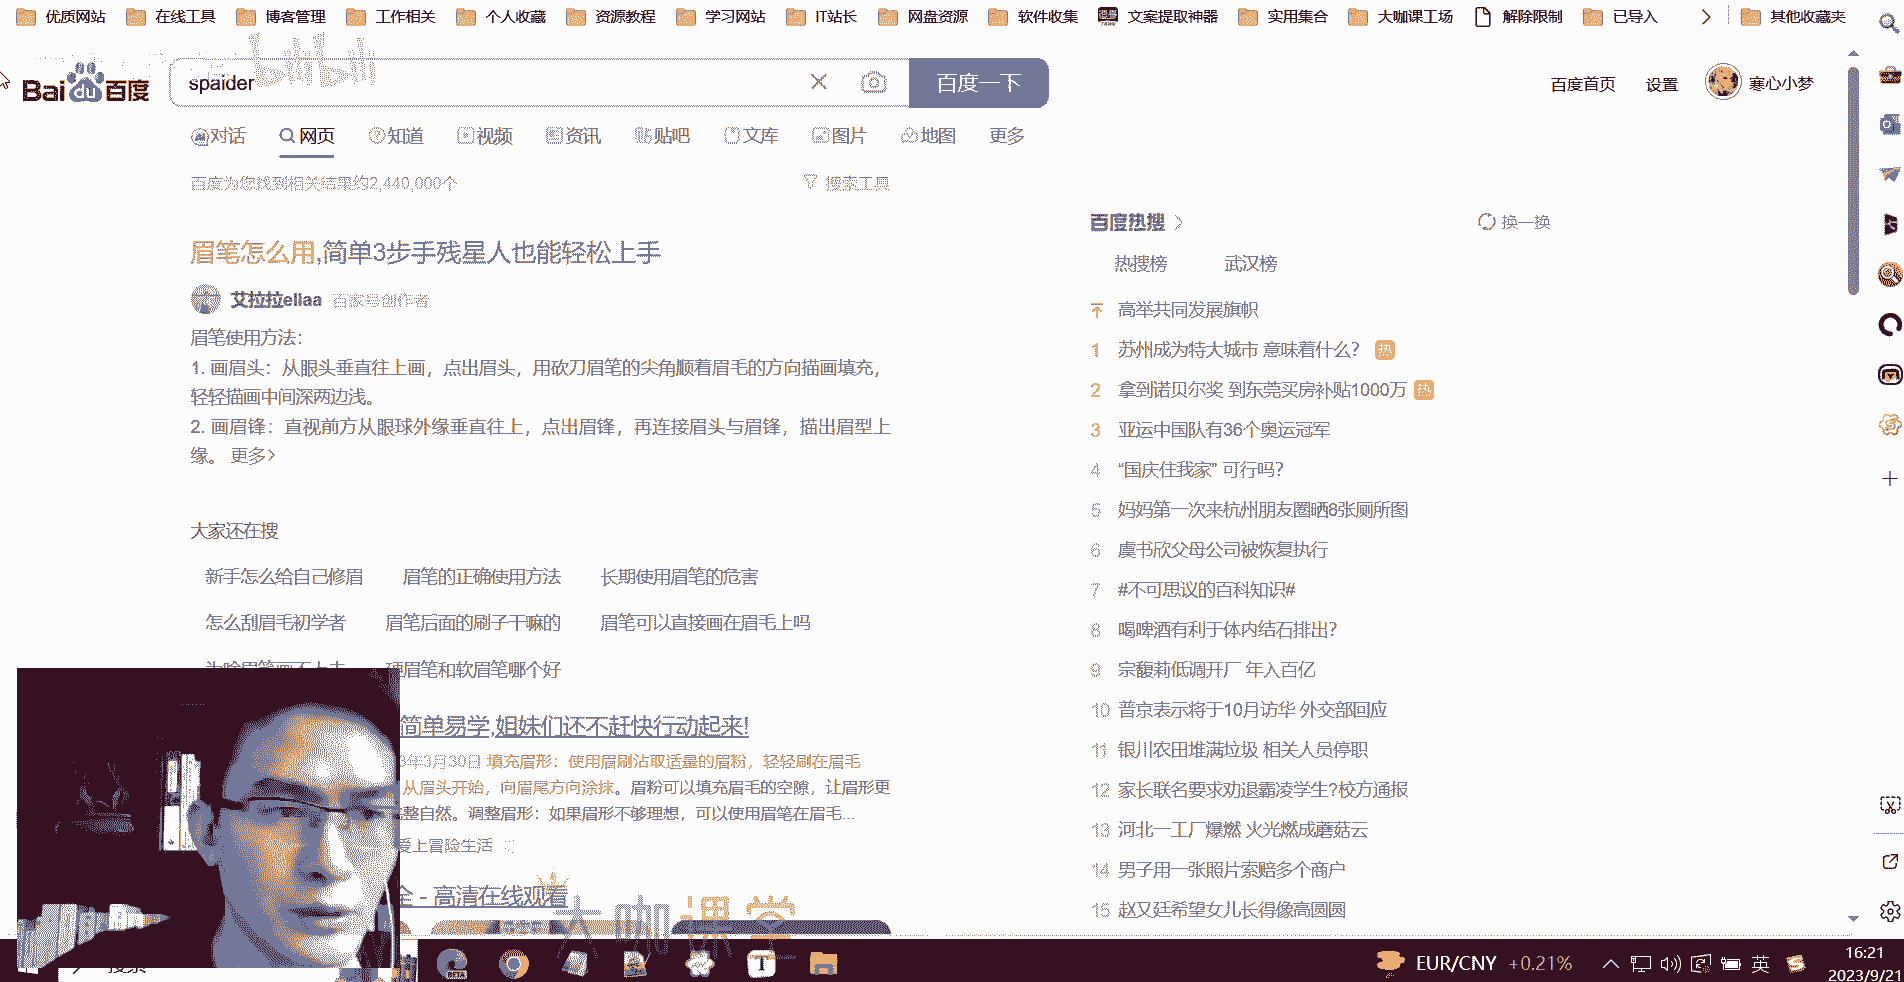 优质网站 在线工具 博客管理 工作相关 个人收藏 资源教程 学习网站 IT站长 网盘资源 软件收集 文案提取神器 实用集合 大咖课工场 解除限制 已导入 其他收藏夹
bilibili
Bai du 百度 spaider 百度一下 百度首页 设置 寒心小梦
对话 网页 知道 视频 资讯 贴吧 文库 图片 地图 更多
百度为您找到相关结果约2,440,000个 搜索工具
眉笔怎么用,简单3步手残星人也能轻松上手
艾拉拉ellaa 百家号创作者
眉笔使用方法：
1. 画眉头：从眼头垂直往上画，点出眉头，用砍刀眉笔的尖角顺着眉毛的方向描画填充，
轻轻描画中间深两边浅。
2. 画眉锋：直视前方从眼球外缘垂直往上，点出眉锋，再连接眉头与眉锋，描出眉型上
缘。 更多>
大家还在搜
新手怎么给自己修眉 眉笔的正确使用方法 长期使用眉笔的危害
怎么刮眉毛初学者 眉笔后面的刷子干嘛的 眉笔可以直接画在眉毛上吗
硬眉笔和软眉笔哪个好
简单易学,姐妹们还不赶快行动起来!
3年3月30日 填充眉形：使用眉刷沾取适量的眉粉，轻轻刷在眉毛
从眉头开始，向眉尾方向涂抹。眉粉可以填充眉毛的空隙，让眉形更
整自然。调整眉形：如果眉形不够理想，可以使用眉笔在眉毛...
爱上冒险生活
全 - 高清在线观看
大咖课堂
百度热搜 > 换一换
热搜榜 武汉榜
高举共同发展旗帜
1 苏州成为特大城市 意味着什么？ 热
2 拿到诺贝尔奖 到东莞买房补贴1000万 热
3 亚运中国队有36个奥运冠军
4 “国庆住我家” 可行吗?
5 妈妈第一次来杭州朋友圈晒8张厕所图
6 虞书欣父母公司被恢复执行
7 #不可思议的百科知识#
8 喝啤酒有利于体内结石排出?
9 宗馥莉低调开厂 年入百亿
10 普京表示将于10月访华 外交部回应
11 银川农田堆满垃圾 相关人员停职
12 家长联名要求劝退霸凌学生?校方通报
13 河北一工厂爆燃 火光燃成蘑菇云
14 男子用一张照片索赔多个商户
15 赵又廷希望女儿长得像高圆圆
BETA T EUR/CNY +0.21% 英 16:21
2023/9/21